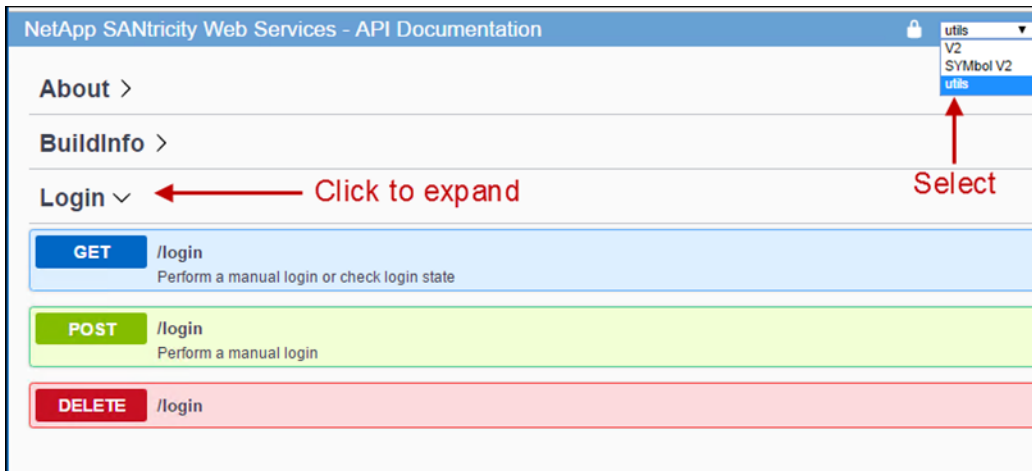 NetApp SANtricity Web Services - API Documentation
utils
V2
SYMbol V2
utils
About
BuildInfo
Login
Click to expand
Select
GET /login
Perform a manual login or check login state
POST /login
Perform a manual login
DELETE /login